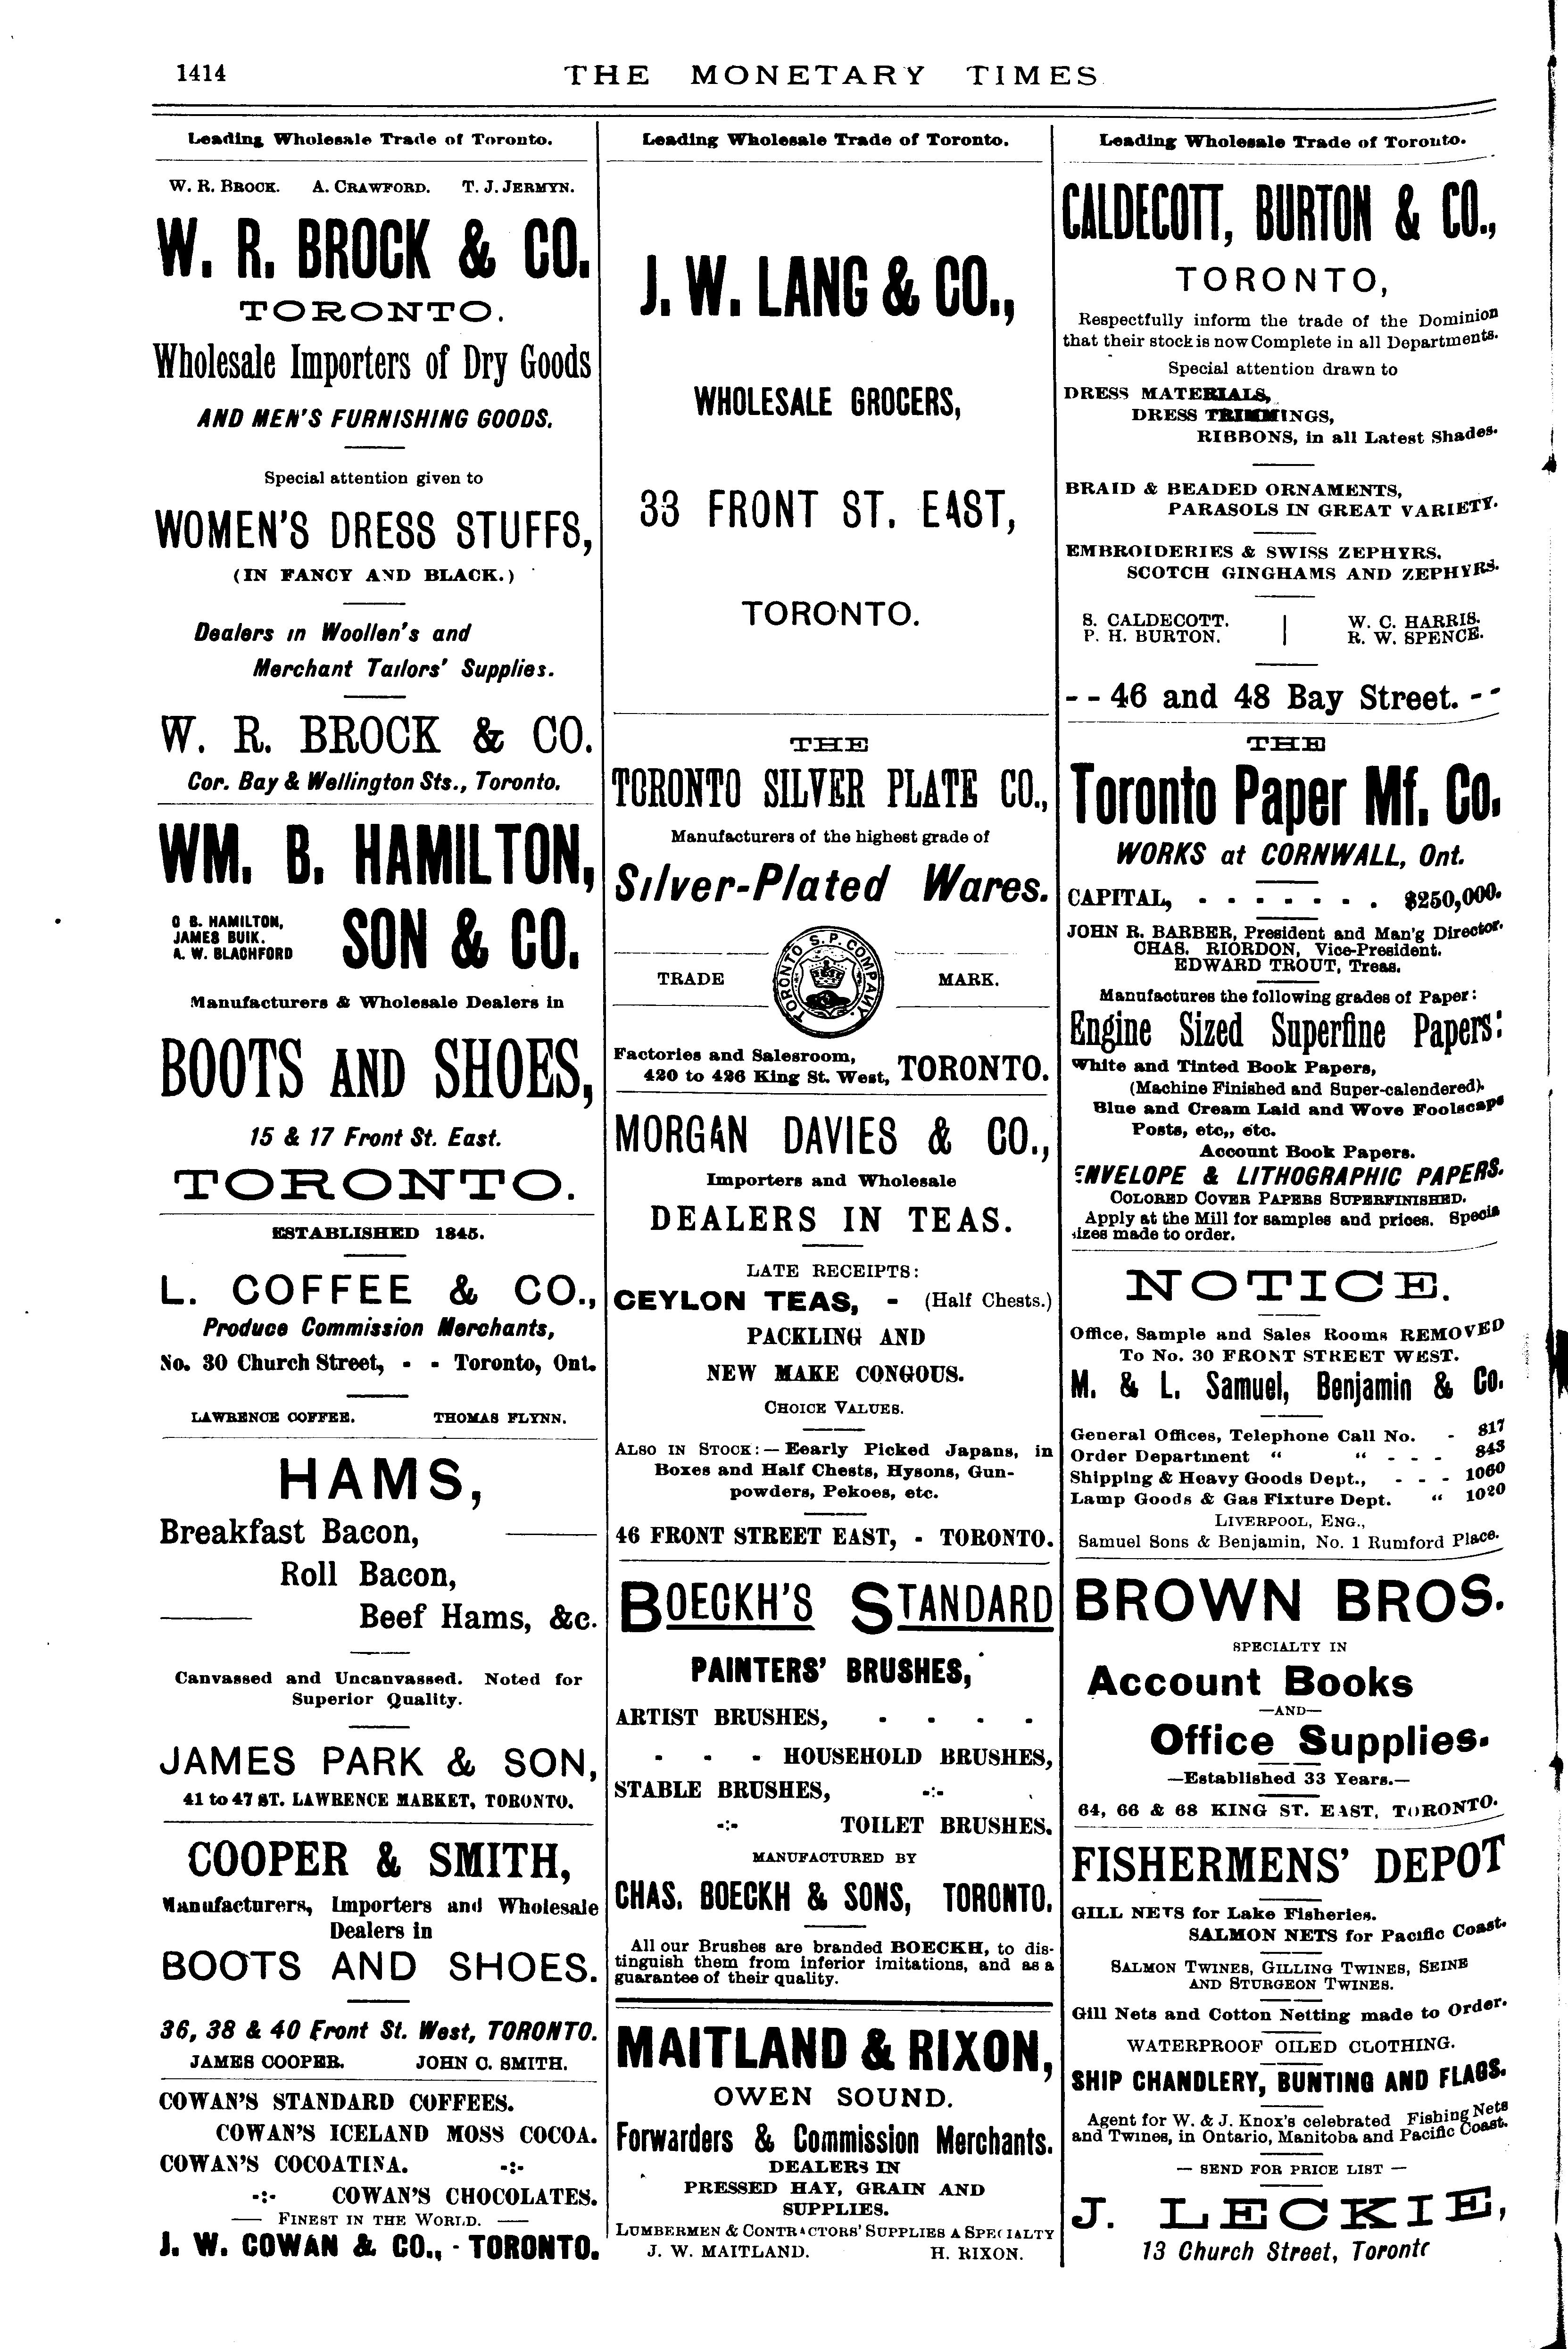 1414
THE MONETARY TIMES
Leading Wholesale Trade of Toronto.
W. R. BROCK. A. CRAWFORD. T. J. JERMYN.
W. R. BROCK & CO.
TORONTO.
Wholesale Importers of Dry Goods
AND MEN'S FURNISHING GOODS.
Special attention given to
WOMEN'S DRESS STUFFS,
(IN FANCY AND BLACK.)
Dealers in Woollen's and
Merchant Tailors' Supplies.
W. R. BROCK & CO.
Cor. Bay & Wellington Sts., Toronto.
WM. B. HAMILTON,
SON & CO.
C B. HAMILTON,
JAMES BUIK.
A. W. BLACHFORD
Manufacturers & Wholesale Dealers in
BOOTS AND SHOES,
15 & 17 Front St. East.
TORONTO.
ESTABLISHED 1845.
L. COFFEE & CO.,
Produce Commission Merchants,
No. 30 Church Street, - - Toronto, Ont.
LAWRENCE COFFEE. THOMAS FLYNN.
HAMS,
Breakfast Bacon,
Roll Bacon,
Beef Hams, &c.
Canvassed and Uncanvassed. Noted for
Superior Quality.
JAMES PARK & SON,
41 to 47 ST. LAWRENCE MARKET, TORONTO.
COOPER & SMITH,
Manufacturers, Importers and Wholesale
Dealers in
BOOTS AND SHOES.
36, 38 & 40 Front St. West, TORONTO.
JAMES COOPER. JOHN C. SMITH.
COWAN'S STANDARD COFFEES.
COWAN'S ICELAND MOSS COCOA.
COWAN'S COCOATINA. -:-
-:- COWAN'S CHOCOLATES.
FINEST IN THE WORLD.
J. W. COWAN & CO., - TORONTO.
Leading Wholesale Trade of Toronto.
J. W. LANG & CO.,
WHOLESALE GROCERS,
33 FRONT ST. EAST,
TORONTO.
THE
TORONTO SILVER PLATE CO.,
Manufacturers of the highest grade of
Silver-Plated Wares.
TRADE MARK.
TORONTO S.P. COMPANY.
Factories and Salesroom,
420 to 426 King St. West, TORONTO.
MORGAN DAVIES & CO.,
Importers and Wholesale
DEALERS IN TEAS.
LATE RECEIPTS:
CEYLON TEAS, - (Half Chests.)
PACKLING AND
NEW MAKE CONGOUS.
CHOICE VALUES.
ALSO IN STOCK:—Eearly Picked Japans, in
Boxes and Half Chests, Hysons, Gun-
powders, Pekoes, etc.
46 FRONT STREET EAST, - TORONTO.
BOECKH'S STANDARD
PAINTERS' BRUSHES,
ARTIST BRUSHES, - - - -
- - - HOUSEHOLD BRUSHES,
STABLE BRUSHES, -:-
-:- TOILET BRUSHES.
MANUFACTURED BY
CHAS. BOECKH & SONS, TORONTO.
All our Brushes are branded BOECKH, to dis-
tinguish them from inferior imitations, and as a
guarantee of their quality.
MAITLAND & RIXON,
OWEN SOUND.
Forwarders & Commission Merchants.
DEALERS IN
PRESSED HAY, GRAIN AND
SUPPLIES.
LUMBERMEN & CONTRACTORS' SUPPLIES A SPECIALTY
J. W. MAITLAND. H. RIXON.
Leading Wholesale Trade of Toronto.
CALDECOTT, BURTON & CO.,
TORONTO,
Respectfully inform the trade of the Dominion
that their stock is now Complete in all Departments.
Special attention drawn to
DRESS MATERIALS,
DRESS TRIMMINGS,
RIBBONS, in all Latest Shades.
BRAID & BEADED ORNAMENTS,
PARASOLS IN GREAT VARIETY.
EMBROIDERIES & SWISS ZEPHYRS.
SCOTCH GINGHAMS AND ZEPHYRS.
S. CALDECOTT. W. C. HARRIS.
P. H. BURTON. R. W. SPENCE.
- - 46 and 48 Bay Street. - -
THE
Toronto Paper Mf. Co.
WORKS at CORNWALL, Ont.
CAPITAL, - - - - - - . $250,000.
JOHN R. BARBER, President and Man'g Director.
CHAS. RIORDON, Vice-President.
EDWARD TROUT, Treas.
Manufactures the following grades of Paper:
Engine Sized Superfine Papers:
White and Tinted Book Papers,
(Machine Finished and Super-calendered).
Blue and Cream Laid and Wove Foolscaps
Posts, etc,, etc.
Account Book Papers.
ENVELOPE & LITHOGRAPHIC PAPERS.
COLORED COVER PAPERS SUPERFINISHED.
Apply at the Mill for samples and prices. Specia
sizes made to order.
NOTICE.
Office, Sample and Sales Rooms REMOVED
To No. 30 FRONT STREET WEST.
M. & L. Samuel, Benjamin & Co.
General Offices, Telephone Call No. - 817
Order Department " " - - - 843
Shipping & Heavy Goods Dept., - - - 1060
Lamp Goods & Gas Fixture Dept. " 1020
LIVERPOOL, ENG.,
Samuel Sons & Benjamin, No. 1 Rumford Place.
BROWN BROS.
SPECIALTY IN
Account Books
—AND—
Office Supplies.
—Established 33 Years.—
64, 66 & 68 KING ST. EAST, TORONTO.
FISHERMENS' DEPOT
GILL NETS for Lake Fisheries.
SALMON NETS for Pacific Coast.
SALMON TWINES, GILLING TWINES, SEINE
AND STURGEON TWINES.
Gill Nets and Cotton Netting made to Order.
WATERPROOF OILED CLOTHING.
SHIP CHANDLERY, BUNTING AND FLAGS.
Agent for W. & J. Knox's celebrated Fishing Nets
and Twines, in Ontario, Manitoba and Pacific Coast.
— SEND FOR PRICE LIST —
J. LECKIE,
13 Church Street, Toronto